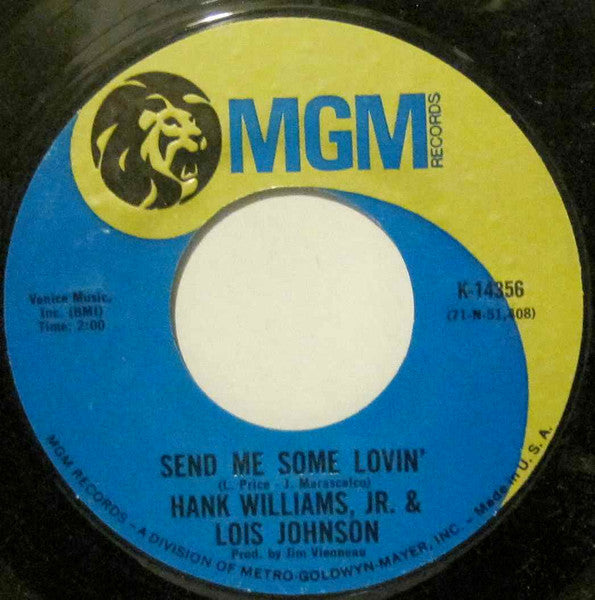 MGM
RECORDS
K-14356
(71-N-51,408)
Venice Music,
Inc. (BMI)
Time: 2:00
SEND ME SOME LOVIN'
(L. Price - J. Marascalco)
HANK WILLIAMS, JR. &
LOIS JOHNSON
Prod. by Jim Vienneau
MGM RECORDS – A DIVISION OF METRO-GOLDWYN-MAYER, INC. – Made in U. S. A.